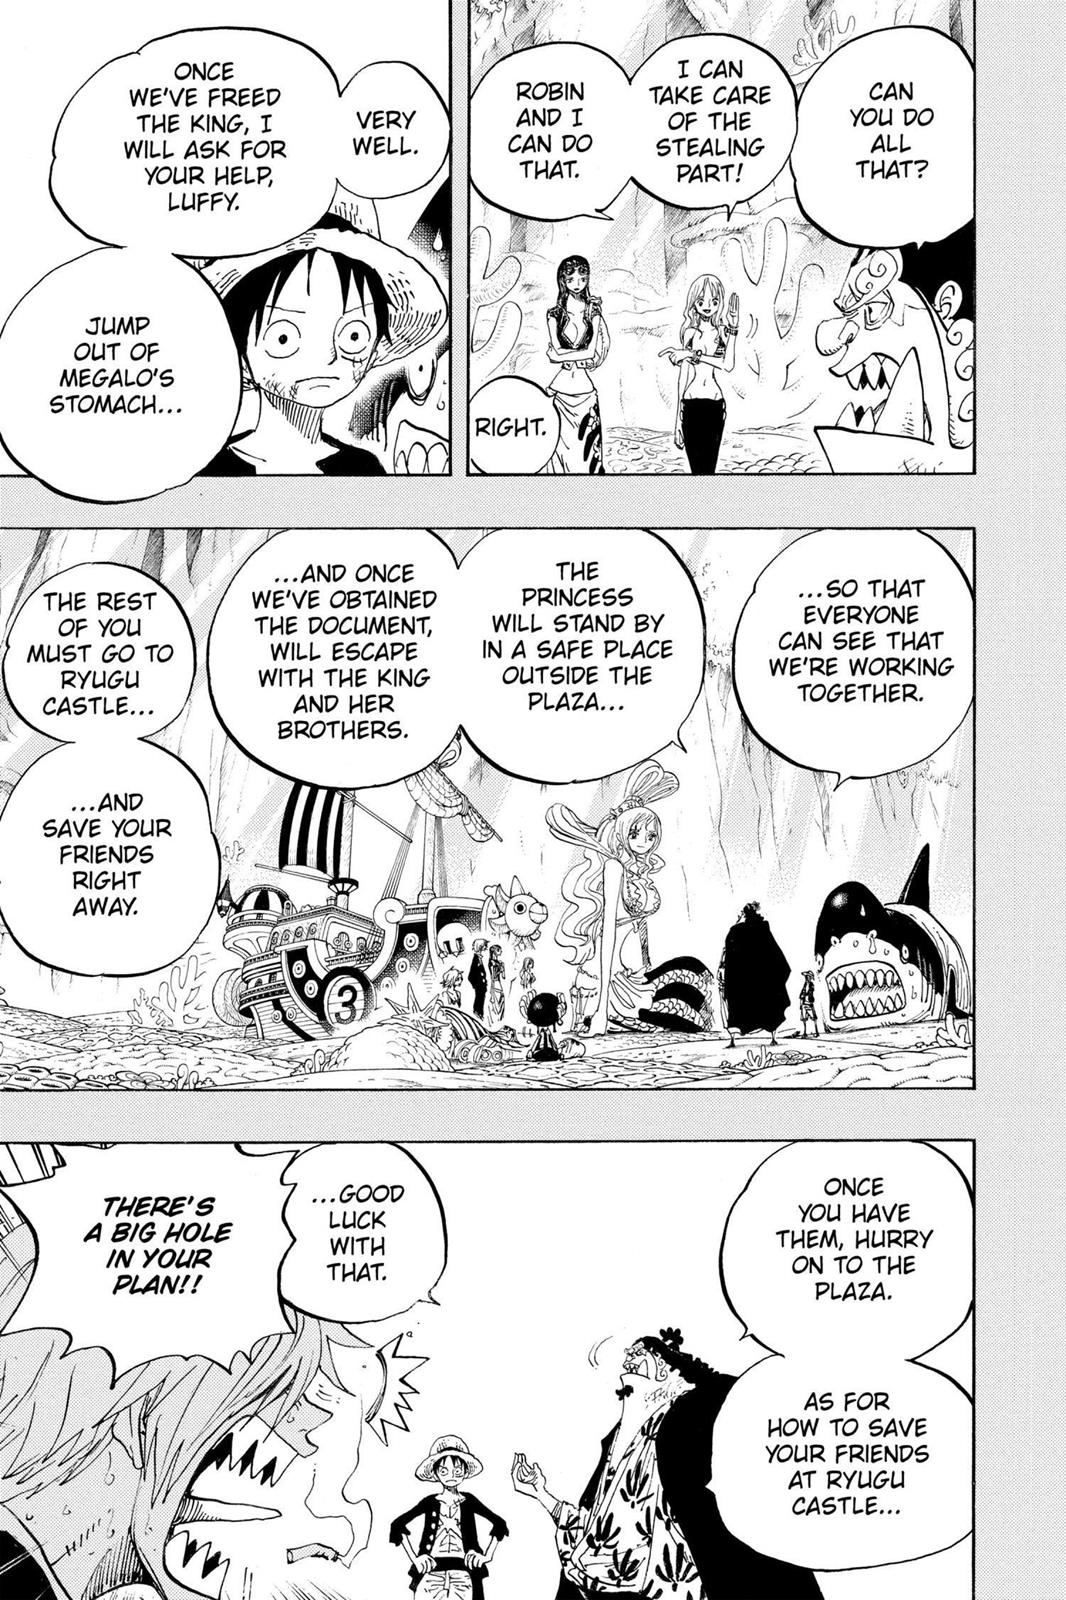 CAN
YOU DO
ALL
THAT?
I CAN
TAKE CARE
OF THE
STEALING
PART!
ROBIN
AND I
CAN DO
THAT.
RIGHT.
VERY
WELL.
ONCE
WE'VE FREED
THE KING, I
WILL ASK FOR
YOUR HELP,
LUFFY.
JUMP
OUT OF
MEGALO'S
STOMACH...
...SO THAT
EVERYONE
CAN SEE THAT
WE'RE WORKING
TOGETHER.
THE
PRINCESS
WILL STAND BY
IN A SAFE PLACE
OUTSIDE THE
PLAZA...
...AND ONCE
WE'VE OBTAINED
THE DOCUMENT,
WILL ESCAPE
WITH THE KING
AND HER
BROTHERS.
THE REST
OF YOU
MUST GO TO
RYUGU
CASTLE...
...AND
SAVE YOUR
FRIENDS
RIGHT
AWAY.
3
ONCE
YOU HAVE
THEM, HURRY
ON TO THE
PLAZA.
AS FOR
HOW TO SAVE
YOUR FRIENDS
AT RYUGU
CASTLE...
...GOOD
LUCK
WITH
THAT.
THERE'S
A BIG HOLE
IN YOUR
PLAN!!